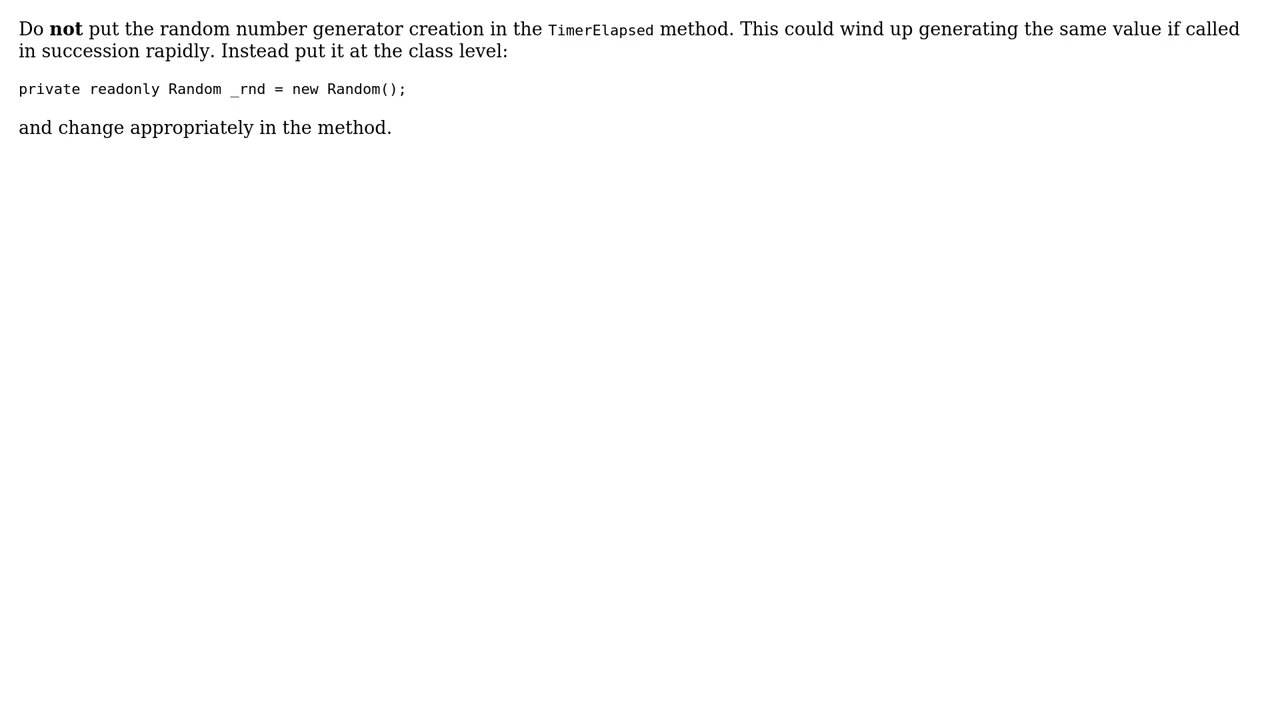 Do not put the random number generator creation in the TimerElapsed method. This could wind up generating the same value if called
in succession rapidly. Instead put it at the class level:
private readonly Random _rnd = new Random();
and change appropriately in the method.